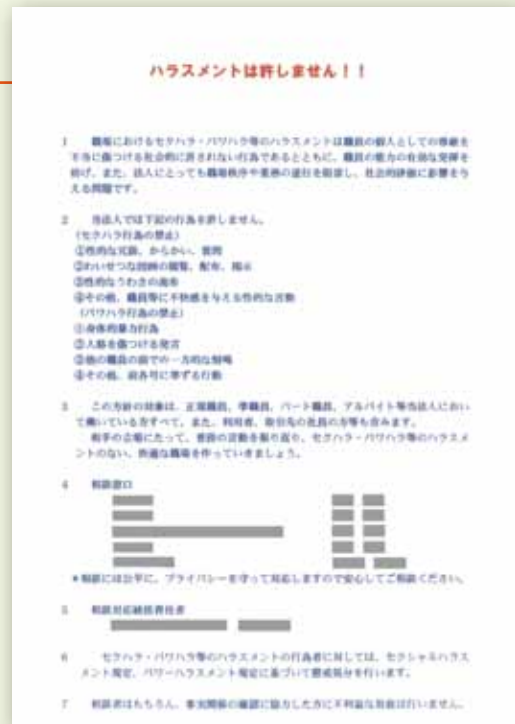 ハラスメントは許しません！！
1　職場におけるセクハラ・パワハラ等のハラスメントは職員の個人としての尊厳を
不当に傷つける社会的に許されない行為であるとともに、職員の能力の有効な発揮を
妨げ、また、法人にとっても職場秩序や業務の遂行を阻害し、社会的評価に影響を与
える問題です。
2　当法人では下記の行為を許しません。
（セクハラ行為の禁止）
①性的な冗談、からかい、質問
②わいせつな図画の閲覧、配布、掲示
③性的なうわさの流布
④その他、職員等に不快感を与える性的な言動
（パワハラ行為の禁止）
①身体的暴力行為
②人格を傷つける発言
③他の職員の前での一方的な恫喝
④その他、前各号に準ずる行動
3　この方針の対象は、正規職員、準職員、パート職員、アルバイト等当法人におい
て働いている方すべて、また、利用者、取引先の社員の方等も含みます。
相手の立場にたって、普段の言動を振り返り、セクハラ・パワハラ等のハラスメ
ントのない、快適な職場を作っていきましょう。
4　相談窓口
★相談には公平に、プライバシーを守って対応しますので安心してご相談ください。
5　相談対応総括責任者
6　セクハラ・パワハラ等のハラスメントの行為者に対しては、セクシャルハラス
メント規定、パワーハラスメント規定に基づいて懲戒処分を行います。
7　相談者はもちろん、事実関係の確認に協力した方に不利益な取扱は行いません。